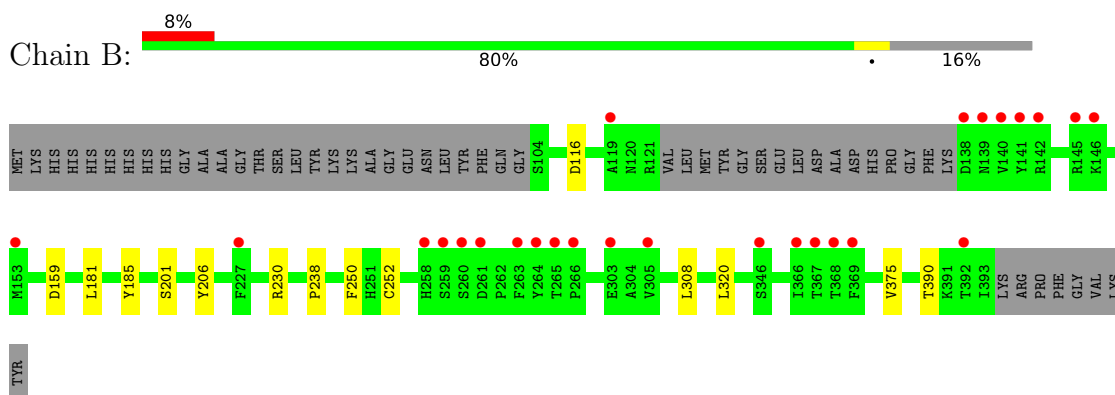 8%
Chain B:
80% • 16%
MET LYS HIS HIS HIS HIS HIS HIS HIS HIS GLY ALA ALA GLY THR SER LEU TYR LYS LYS ALA GLY GLU ASN LEU TYR PHE GLN GLY S104 D116 A119 N120 R121 VAL LEU MET TYR GLY SER GLU LEU ASP ALA ASP HIS PRO GLY PHE LYS D138 N139 V140 Y141 R142 R145 K146
M153 D159 L181 Y185 S201 Y206 F227 R230 P238 F250 H251 C252 H258 S259 S260 D261 P262 F263 Y264 T265 P266 E303 A304 V305 L308 L320 S346 I366 T367 T368 F369 V375 T390 K391 T392 I393 LYS ARG PRO PHE GLY VAL LYS
TYR